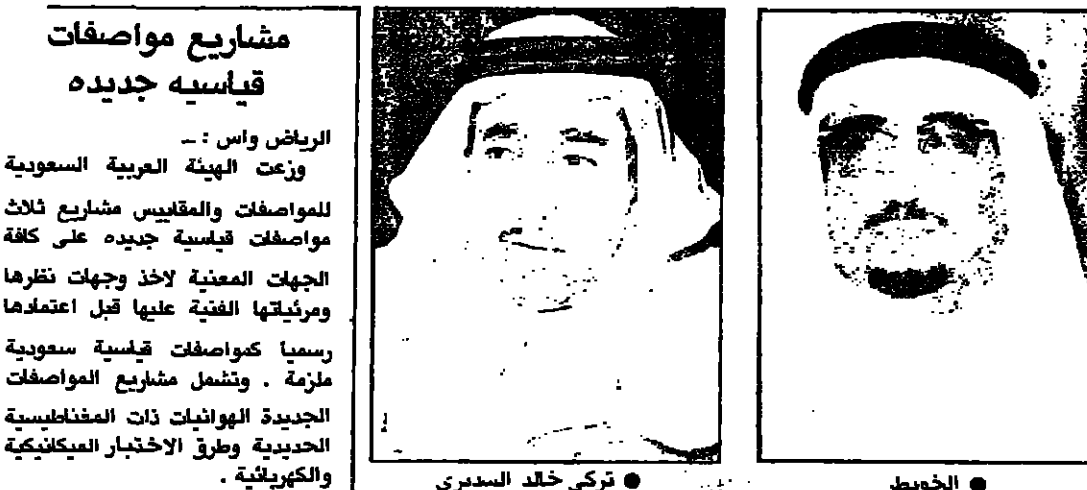 مشاريع مواصفات
قياسيه جديده
الرياض واس : ــ
وزعت الهيئة العربية السعودية
للمواصفات والمقاييس مشاريع ثلاث
مواصفات قياسية جديده على كافة
الجهات المعنية لاخذ وجهات نظرها
ومرئياتها الفنية عليها قبل اعتمادها
رسمياً كمواصفات قياسية سعودية
ملزمة . وتشمل مشاريع المواصفات
الجديدة الهوائيات ذات المغناطيسية
الحديدية وطرق الاختبار الميكانيكية
والكهربائية .
● تركي خالد السديري
● الخويطر